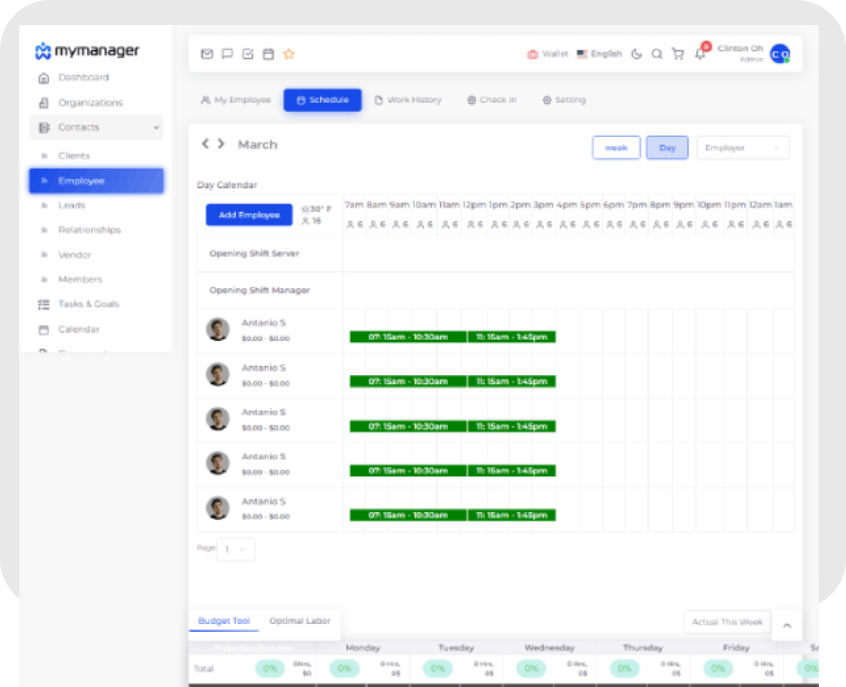 mymanager
Wallet English Clinton Oh
Admin
Dashboard
Organizations
Contacts
Clients
Employee
Leads
Relationships
Vendor
Members
Tasks & Goals
Calendar
My Employee Schedule Work History Check In Setting
March week Day Employer
Day Calendar
Add Employee 30° F 7am 8am 9am 10am 11am 12pm 1pm 2pm 3pm 4pm 5pm 6pm 7pm 8pm 9pm 10pm 11pm 12am 1am
16 6 6 6 6 6 6 6 6 6 6 6 6 6 6 6 6 6 6 6
Opening Shift Server
Opening Shift Manager
Antanio S
$0.00 - $0.00 07: 15am - 10:30am 11: 15am - 1:45pm
Antanio S
$0.00 - $0.00 07: 15am - 10:30am 11: 15am - 1:45pm
Antanio S
$0.00 - $0.00 07: 15am - 10:30am 11: 15am - 1:45pm
Antanio S
$0.00 - $0.00 07: 15am - 10:30am 11: 15am - 1:45pm
Antanio S
$0.00 - $0.00 07: 15am - 10:30am 11: 15am - 1:45pm
Page: 1
Budget Tool Optimal Labor Actual This Week
Monday Tuesday Wednesday Thursday Friday
Total 0% 0Hrs, 0% 0 Hrs, 0% 0 Hrs, 0% 0 Hrs, 0% 0 Hrs, 0% 0 Hrs, 0%
$0 0$ 0$ 0$ 0$ 0$